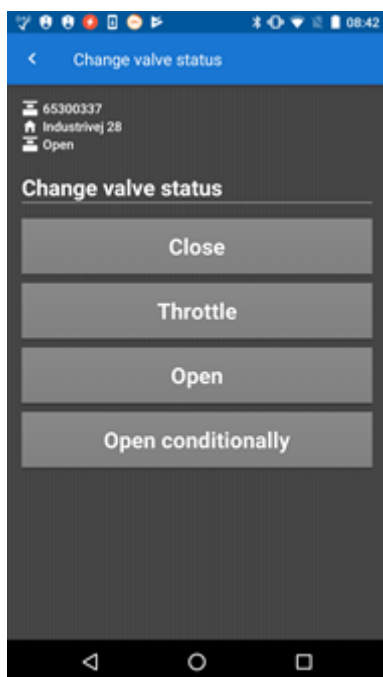 08:42
Change valve status
65300337
Industrivej 28
Open
Change valve status
Close
Throttle
Open
Open conditionally